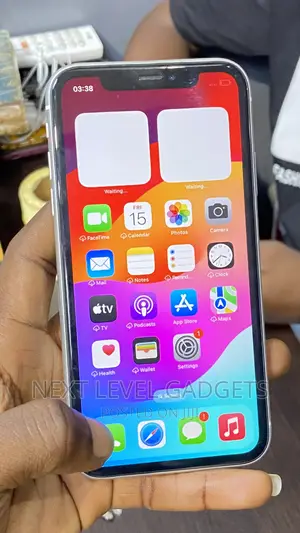 03:38
Waiting...
Waiting...
FRI
15
FaceTime
Calendar
Photos
Camera
Mail
Notes
Remind...
Clock
tv
TV
Podcasts
App Store
Maps
1
Health
Wallet
Settings
1
NEXT LEVEL GADGETS